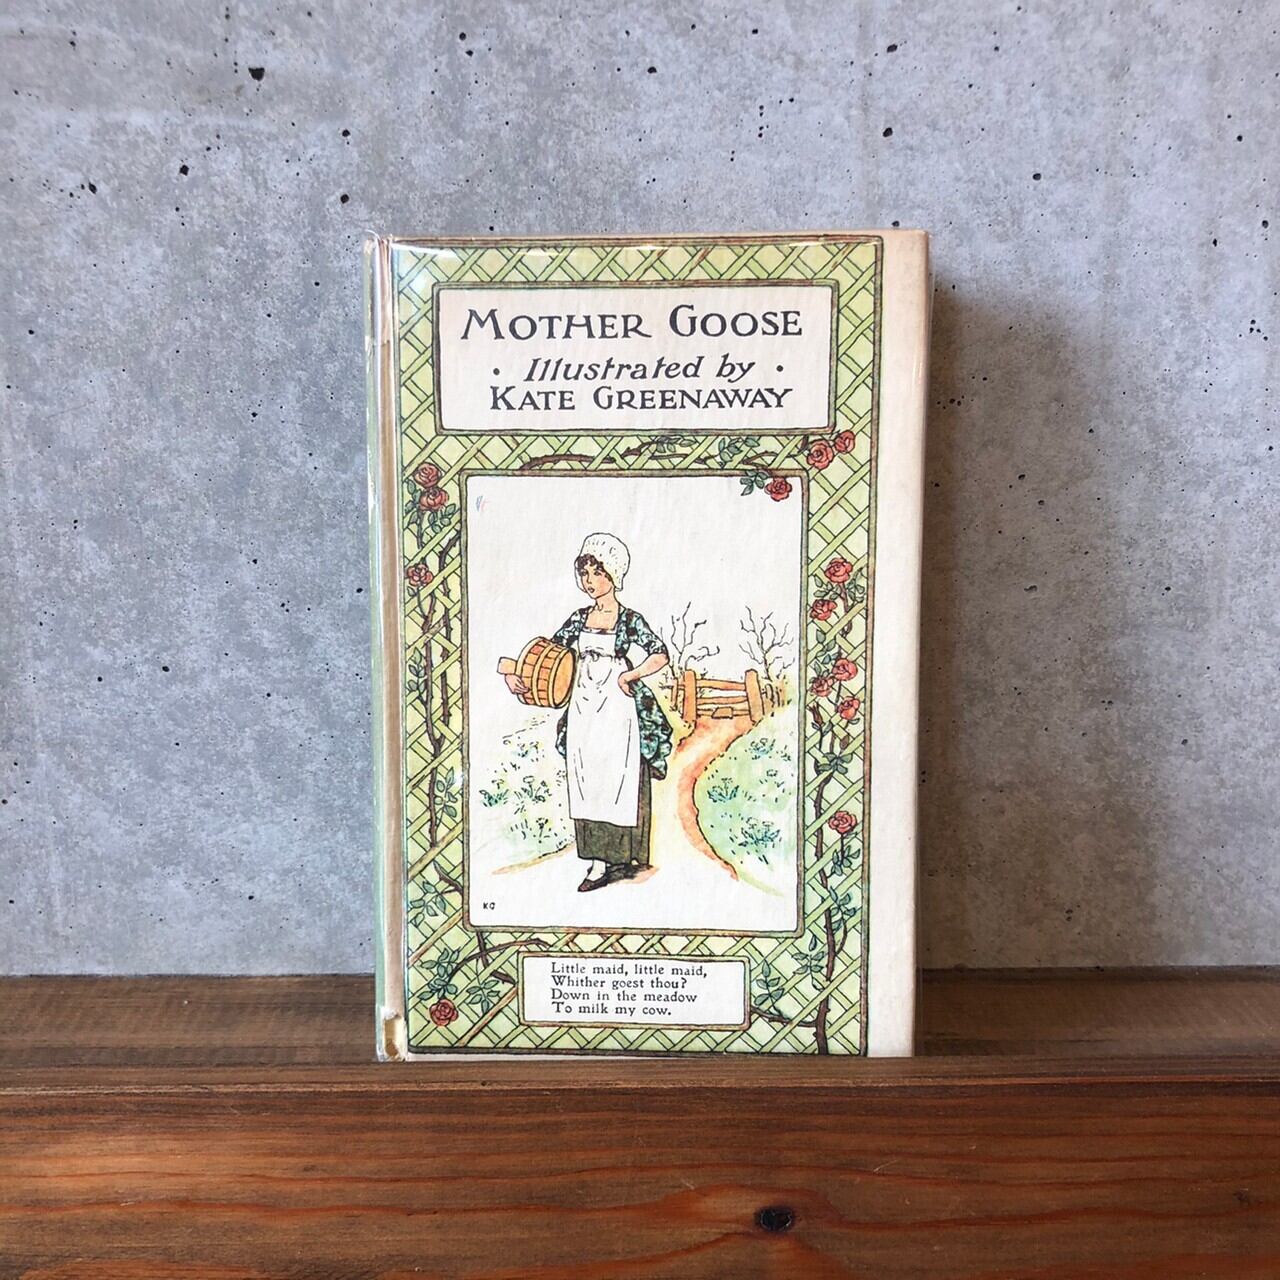 MOTHER GOOSE
· Illustrated by ·
KATE GREENAWAY
KG
Little maid, little maid,
Whither goest thou?
Down in the meadow
To milk my cow.